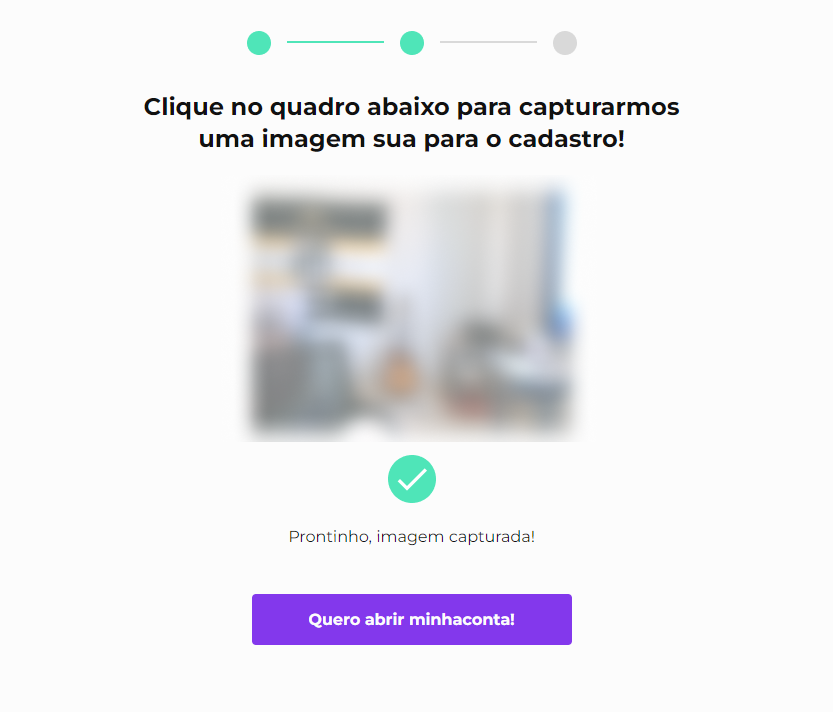 Clique no quadro abaixo para capturarmos
uma imagem sua para o cadastro!
Prontinho, imagem capturada!
Quero abrir minhaconta!